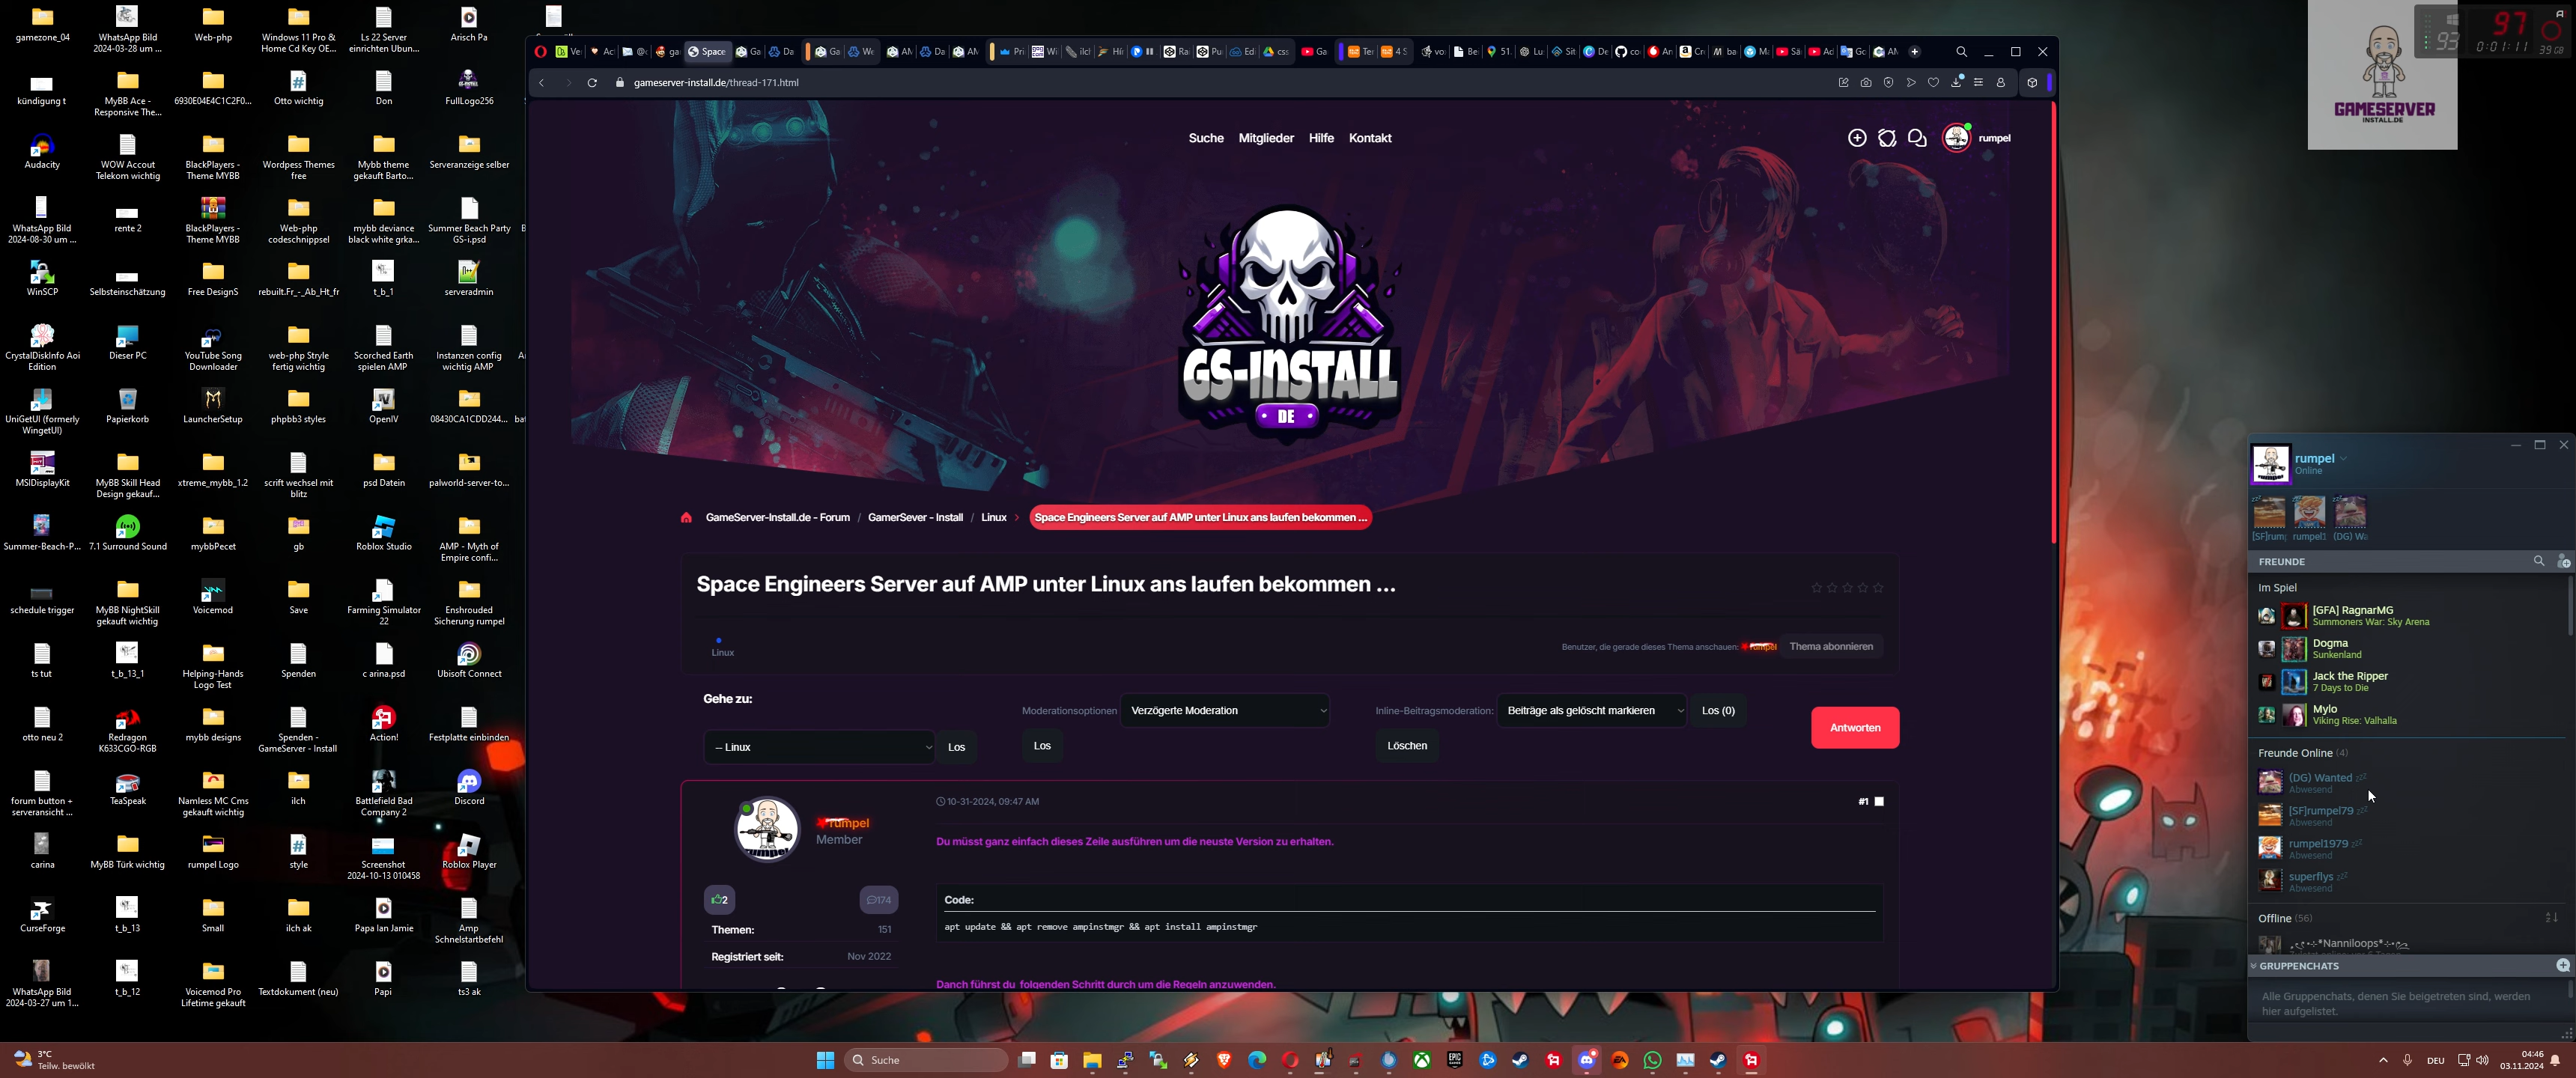 gamezone_04
WhatsApp Bild
2024-03-28 um ...
Web-php
Windows 11 Pro &
Home Cd Key OE...
Ls 22 Server
einrichten Ubun...
Arisch Pa
kündigung t
MyBB Ace -
Responsive The...
6930E04E4C1C2F0...
Otto wichtig
Don
FullLogo256
Audacity
WOW Accout
Telekom wichtig
BlackPlayers -
Theme MYBB
Wordpess Themes
free
Mybb theme
gekauft Barto...
Serveranzeige selber
WhatsApp Bild
2024-08-30 um ...
rente 2
BlackPlayers -
Theme MYBB
Web-php
codeschnippsel
mybb deviance
black white grka...
Summer Beach Party
GS-i.psd
WinSCP
Selbsteinschätzung
Free DesignS
rebuilt.Fr_-_Ab_Ht_fr
t_b_1
serveradmin
CrystalDiskInfo Aoi
Edition
Dieser PC
YouTube Song
Downloader
web-php Stryle
fertig wichtig
Scorched Earth
spielen AMP
Instanzen config
wichtig AMP
UniGetUI (formerly
WingetUI)
Papierkorb
LauncherSetup
phpbb3 styles
OpenIV
08430CA1CDD244...
MSIDisplayKit
MyBB Skill Head
Design gekauf...
xtreme_mybb_1.2
scrift wechsel mit
blitz
psd Datein
palworld-server-to...
Summer-Beach-P...
7.1 Surround Sound
mybbPecet
gb
Roblox Studio
AMP - Myth of
Empire confi...
schedule trigger
MyBB NightSkill
gekauft wichtig
Voicemod
Save
Farming Simulator
22
Enshrouded
Sicherung rumpel
ts tut
t_b_13_1
Helping-Hands
Logo Test
Spenden
c arina.psd
Ubisoft Connect
otto neu 2
Redragon
K633CGO-RGB
mybb designs
Spenden -
GameServer - Install
Action!
Festplatte einbinden
forum button +
serveransicht ...
TeaSpeak
Namless MC Cms
gekauft wichtig
ilch
Battlefield Bad
Company 2
Discord
carina
MyBB Türk wichtig
rumpel Logo
style
Screenshot
2024-10-13 010458
Roblox Player
CurseForge
t_b_13
Small
ilch ak
Papa Ian Jamie
Amp
Schnelstartbefehl
WhatsApp Bild
2024-03-27 um 1...
t_b_12
Voicemod Pro
Lifetime gekauft
Textdokument (neu)
Papi
ts3 ak
Space
gameserver-install.de/thread-171.html
Suche Mitglieder Hilfe Kontakt
rumpel
GS-INSTALL
DE
GameServer-Install.de - Forum / GamerSever - Install / Linux
Space Engineers Server auf AMP unter Linux ans laufen bekommen ...
Space Engineers Server auf AMP unter Linux ans laufen bekommen ...
Linux
Benutzer, die gerade dieses Thema anschauen: rumpel
Thema abonnieren
Gehe zu:
-- Linux
Los
Moderationsoptionen
Verzögerte Moderation
Los
Inline-Beitragsmoderation:
Beiträge als gelöscht markieren
Los (0)
Löschen
Antworten
rumpel
Member
2
174
Themen: 151
Registriert seit: Nov 2022
10-31-2024, 09:47 AM
#1
Du müsst ganz einfach dieses Zeile ausführen um die neuste Version zu erhalten.
Code:
apt update && apt remove ampinstmgr && apt install ampinstmgr
Danch führst du folgenden Schritt durch um die Regeln anzuwenden.
GAMESERVER
INSTALL.DE
97
93
0:01:11
39 GB
rumpel
Online
[SF]rump
rumpel1
(DG) Wa
FREUNDE
Im Spiel
[GFA] RagnarMG
Summoners War: Sky Arena
Dogma
Sunkenland
Jack the Ripper
7 Days to Die
Mylo
Viking Rise: Valhalla
Freunde Online (4)
(DG) Wanted
Abwesend
[SF]rumpel79
Abwesend
rumpel1979
Abwesend
superflys
Abwesend
Offline (56)
GRUPPENCHATS
Alle Gruppenchats, denen Sie beigetreten sind, werden
hier aufgelistet.
3°C
Teilw. bewölkt
Suche
DEU
04:46
03.11.2024